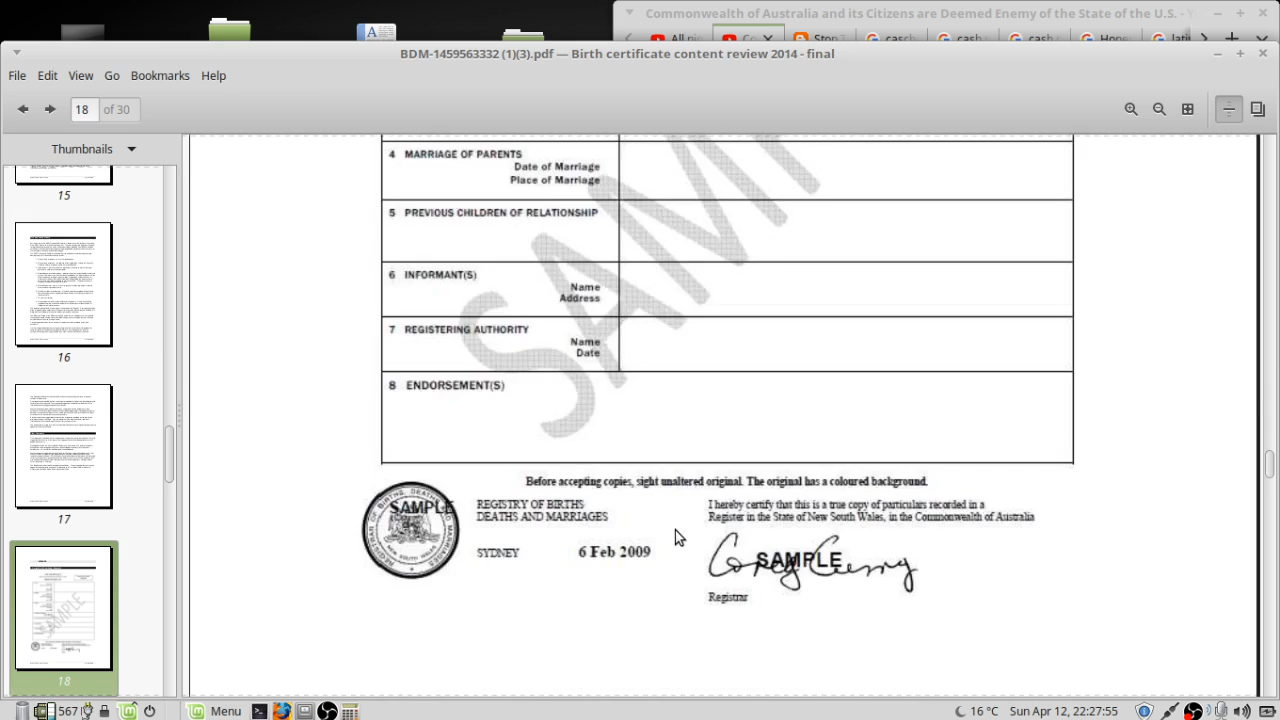 Commonwealth of Australia and its Citizens are Deemed Enemy of the State of the U.S. -
BDM-1459563332 (1)(3).pdf — Birth certificate content review 2014 - final
File Edit View Go Bookmarks Help
18 of 30
Thumbnails
15
16
17
18
4 MARRIAGE OF PARENTS
Date of Marriage
Place of Marriage
5 PREVIOUS CHILDREN OF RELATIONSHIP
6 INFORMANT(S)
Name
Address
7 REGISTERING AUTHORITY
Name
Date
8 ENDORSEMENT(S)
SAMP
Before accepting copies, sight unaltered original. The original has a coloured background.
SAMPLE
REGISTRY OF BIRTHS
DEATHS AND MARRIAGES
I hereby certify that this is a true copy of particulars recorded in a
Register in the State of New South Wales, in the Commonwealth of Australia
SYDNEY 6 Feb 2009
SAMPLE
Registrar
567 Menu 16 °C Sun Apr 12, 22:27:55